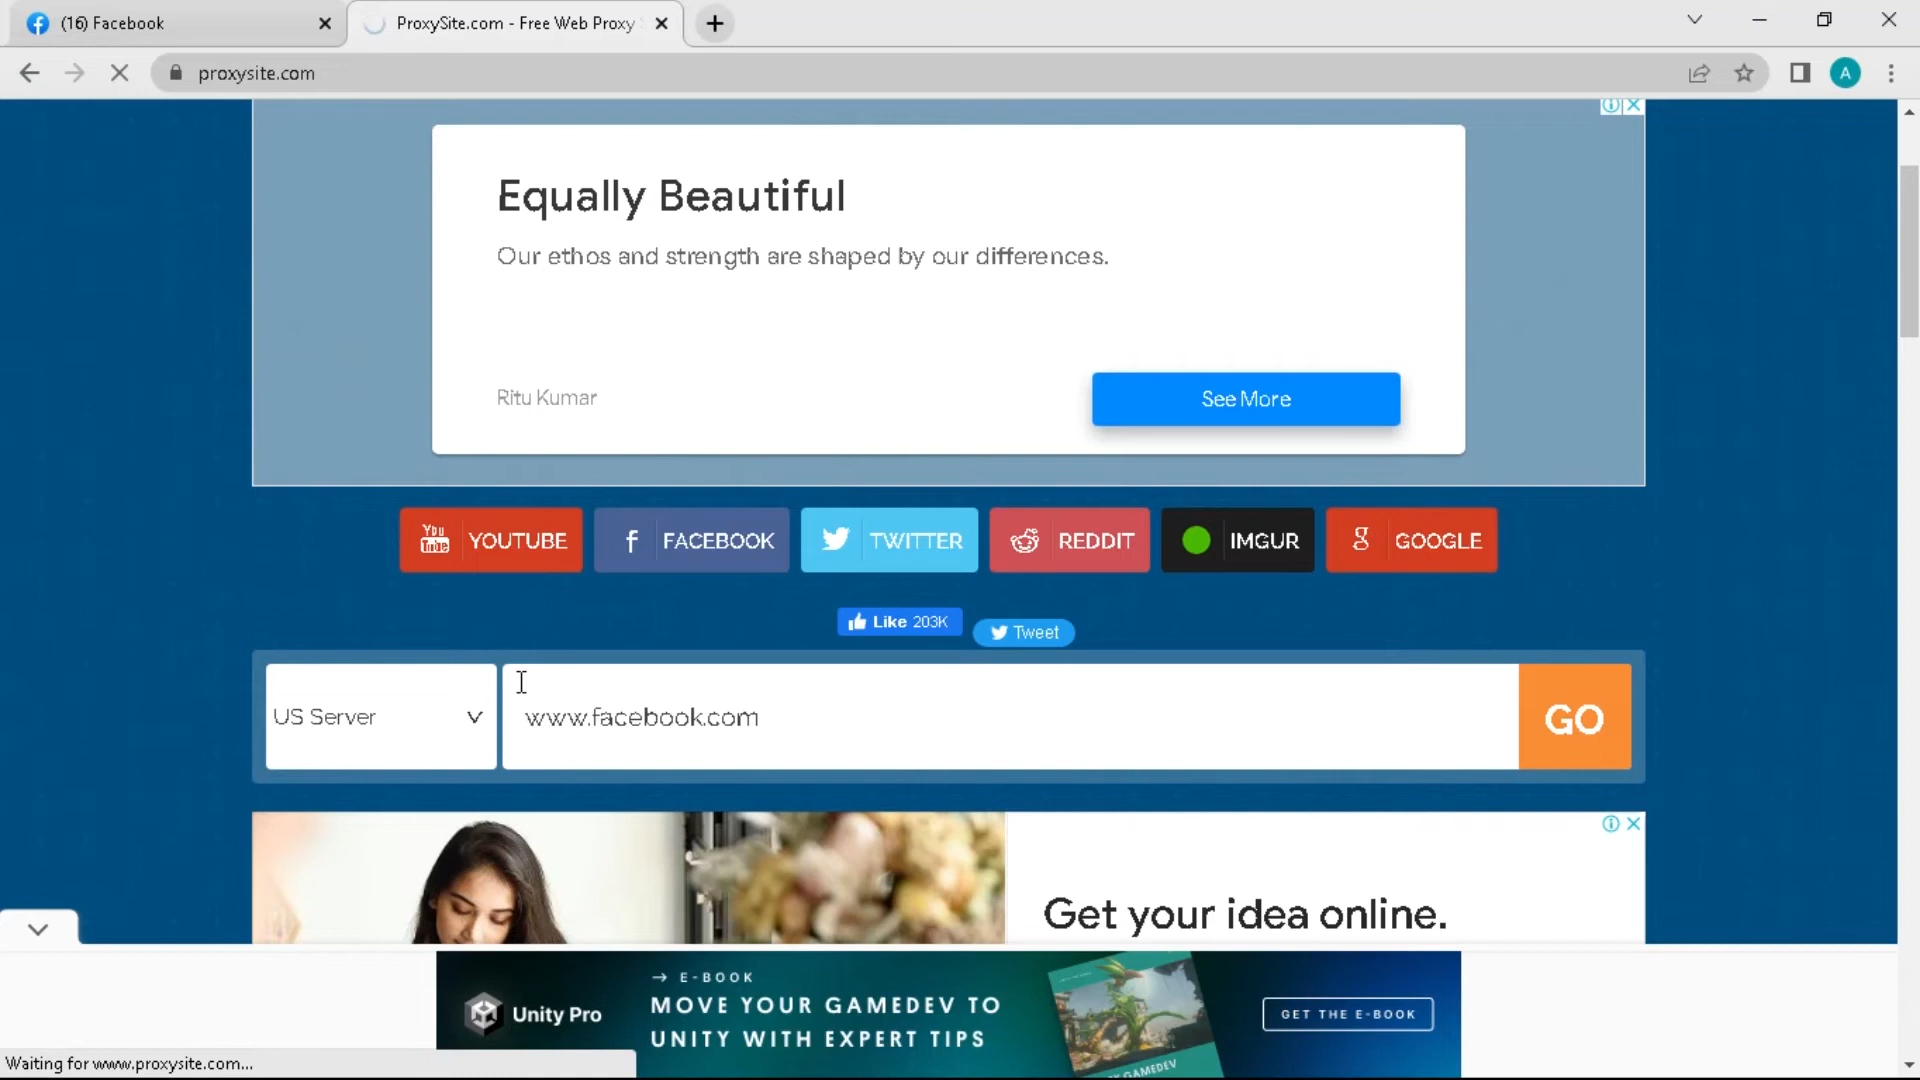 (16) Facebook
ProxySite.com - Free Web Proxy
proxysite.com
A
Equally Beautiful
Our ethos and strength are shaped by our differences.
Ritu Kumar
See More
You Tube YOUTUBE
f FACEBOOK
TWITTER
REDDIT
IMGUR
g GOOGLE
Like 203K
Tweet
US Server
www.facebook.com
GO
Get your idea online.
→ E-BOOK
Unity Pro
MOVE YOUR GAMEDEV TO
UNITY WITH EXPERT TIPS
GET THE E-BOOK
GAMEDEV
Waiting for www.proxysite.com...